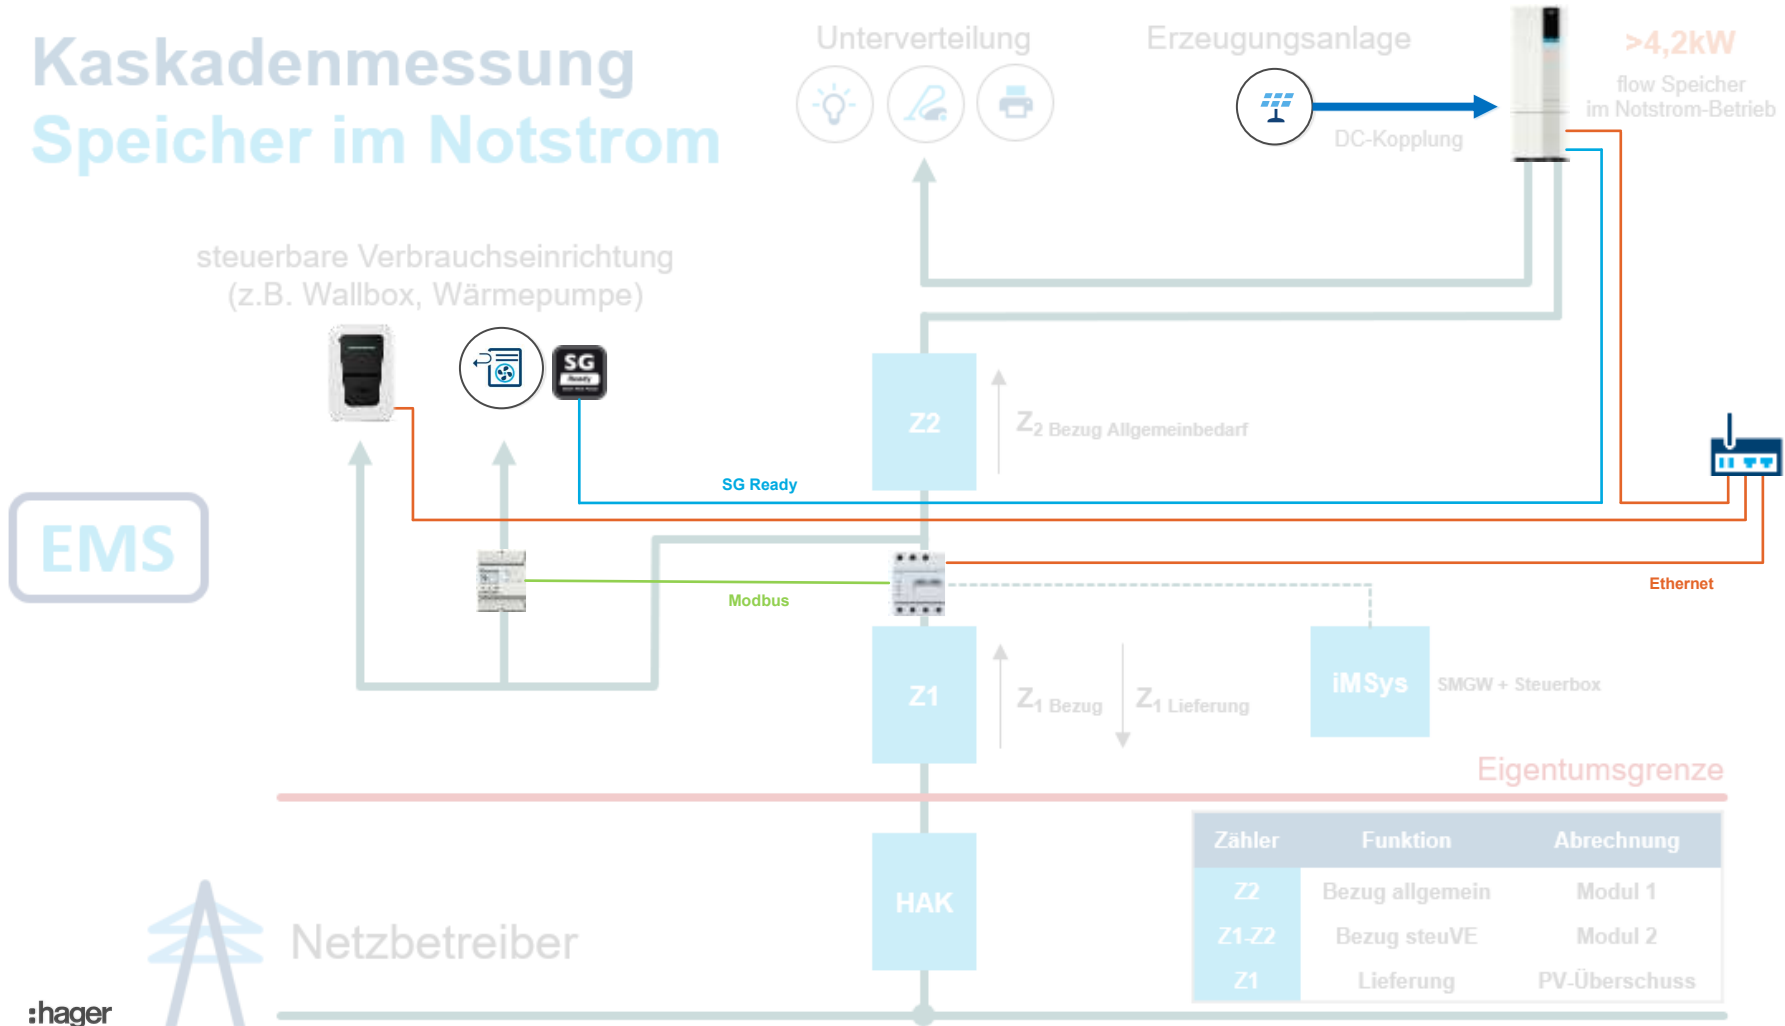 Kaskadenmessung
Speicher im Notstrom
Unterverteilung
Erzeugungsanlage
>4,2kW
flow Speicher
im Notstrom-Betrieb
DC-Kopplung
steuerbare Verbrauchseinrichtung
(z.B. Wallbox, Wärmepumpe)
SG
Ready
Z2
Z2 Bezug Allgemeinbedarf
SG Ready
EMS
Modbus
Ethernet
Z1
Z1 Bezug
Z1 Lieferung
iMSys
SMGW + Steuerbox
Eigentumsgrenze
HAK
Zähler Funktion Abrechnung
Z2 Bezug allgemein Modul 1
Z1-Z2 Bezug steuVE Modul 2
Z1 Lieferung PV-Überschuss
Netzbetreiber
:hager